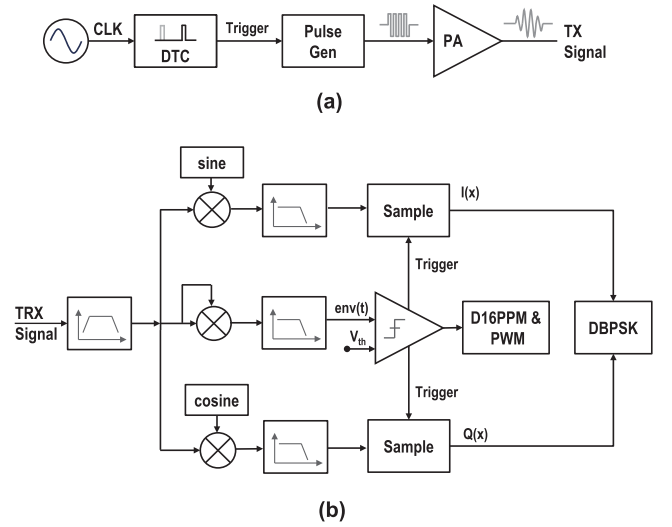 CLK
DTC
Trigger
Pulse
Gen
PA
TX
Signal
(a)
sine
Sample
I(x)
Trigger
TRX
Signal
env(t)
Vth
D16PPM &
PWM
DBPSK
cosine
Trigger
Sample
Q(x)
(b)